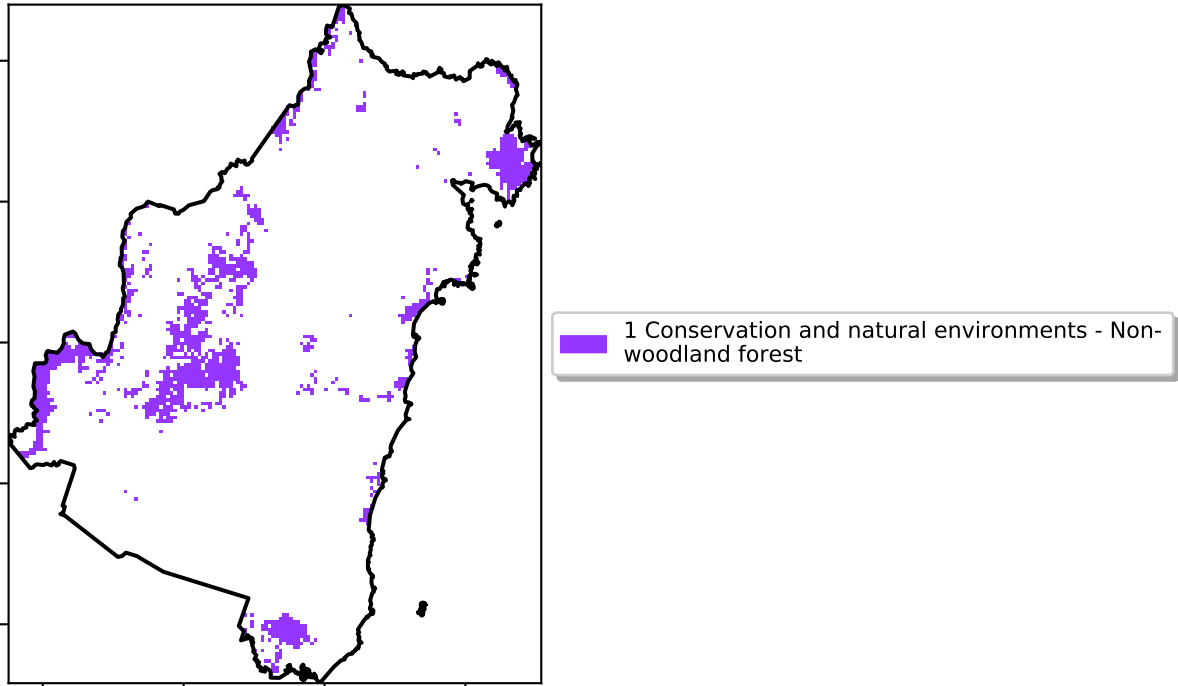 1 Conservation and natural environments - Non-
woodland forest